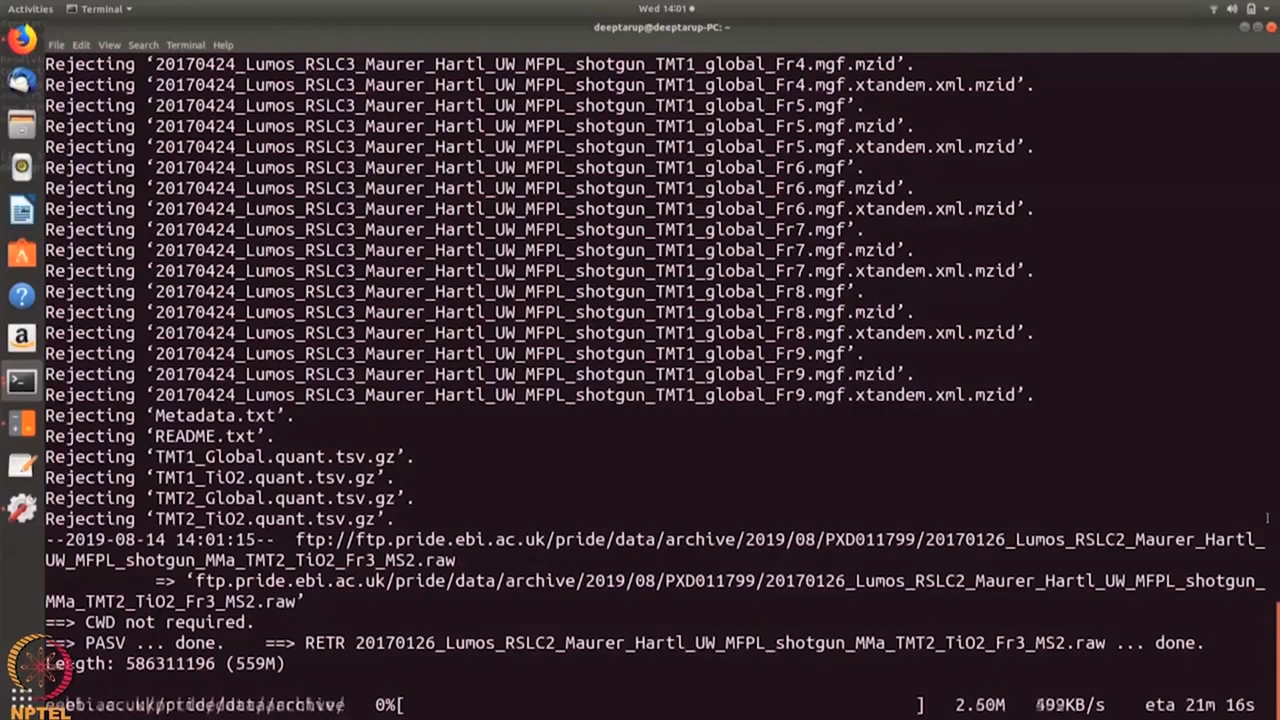 Activities Terminal Wed 14:01
deeptarup@deeptarup-PC: ~
File Edit View Search Terminal Help
Rejecting ‘20170424_Lumos_RSLC3_Maurer_Hartl_UW_MFPL_shotgun_TMT1_global_Fr4.mgf.mzid’.
Rejecting ‘20170424_Lumos_RSLC3_Maurer_Hartl_UW_MFPL_shotgun_TMT1_global_Fr4.mgf.xtandem.xml.mzid’.
Rejecting ‘20170424_Lumos_RSLC3_Maurer_Hartl_UW_MFPL_shotgun_TMT1_global_Fr5.mgf’.
Rejecting ‘20170424_Lumos_RSLC3_Maurer_Hartl_UW_MFPL_shotgun_TMT1_global_Fr5.mgf.mzid’.
Rejecting ‘20170424_Lumos_RSLC3_Maurer_Hartl_UW_MFPL_shotgun_TMT1_global_Fr5.mgf.xtandem.xml.mzid’.
Rejecting ‘20170424_Lumos_RSLC3_Maurer_Hartl_UW_MFPL_shotgun_TMT1_global_Fr6.mgf’.
Rejecting ‘20170424_Lumos_RSLC3_Maurer_Hartl_UW_MFPL_shotgun_TMT1_global_Fr6.mgf.mzid’.
Rejecting ‘20170424_Lumos_RSLC3_Maurer_Hartl_UW_MFPL_shotgun_TMT1_global_Fr6.mgf.xtandem.xml.mzid’.
Rejecting ‘20170424_Lumos_RSLC3_Maurer_Hartl_UW_MFPL_shotgun_TMT1_global_Fr7.mgf’.
Rejecting ‘20170424_Lumos_RSLC3_Maurer_Hartl_UW_MFPL_shotgun_TMT1_global_Fr7.mgf.mzid’.
Rejecting ‘20170424_Lumos_RSLC3_Maurer_Hartl_UW_MFPL_shotgun_TMT1_global_Fr7.mgf.xtandem.xml.mzid’.
Rejecting ‘20170424_Lumos_RSLC3_Maurer_Hartl_UW_MFPL_shotgun_TMT1_global_Fr8.mgf’.
Rejecting ‘20170424_Lumos_RSLC3_Maurer_Hartl_UW_MFPL_shotgun_TMT1_global_Fr8.mgf.mzid’.
Rejecting ‘20170424_Lumos_RSLC3_Maurer_Hartl_UW_MFPL_shotgun_TMT1_global_Fr8.mgf.xtandem.xml.mzid’.
Rejecting ‘20170424_Lumos_RSLC3_Maurer_Hartl_UW_MFPL_shotgun_TMT1_global_Fr9.mgf’.
Rejecting ‘20170424_Lumos_RSLC3_Maurer_Hartl_UW_MFPL_shotgun_TMT1_global_Fr9.mgf.mzid’.
Rejecting ‘20170424_Lumos_RSLC3_Maurer_Hartl_UW_MFPL_shotgun_TMT1_global_Fr9.mgf.xtandem.xml.mzid’.
Rejecting ‘Metadata.txt’.
Rejecting ‘README.txt’.
Rejecting ‘TMT1_Global.quant.tsv.gz’.
Rejecting ‘TMT1_TiO2.quant.tsv.gz’.
Rejecting ‘TMT2_Global.quant.tsv.gz’.
Rejecting ‘TMT2_TiO2.quant.tsv.gz’.
--2019-08-14 14:01:15-- ftp://ftp.pride.ebi.ac.uk/pride/data/archive/2019/08/PXD011799/20170126_Lumos_RSLC2_Maurer_Hartl_
UW_MFPL_shotgun_MMa_TMT2_TiO2_Fr3_MS2.raw
=> ‘ftp.pride.ebi.ac.uk/pride/data/archive/2019/08/PXD011799/20170126_Lumos_RSLC2_Maurer_Hartl_UW_MFPL_shotgun_
MMa_TMT2_TiO2_Fr3_MS2.raw’
==> CWD not required.
==> PASV ... done. ==> RETR 20170126_Lumos_RSLC2_Maurer_Hartl_UW_MFPL_shotgun_MMa_TMT2_TiO2_Fr3_MS2.raw ... done.
Length: 586311196 (559M)
0%[ ] KB/s eta 21m 16s
NPTEL